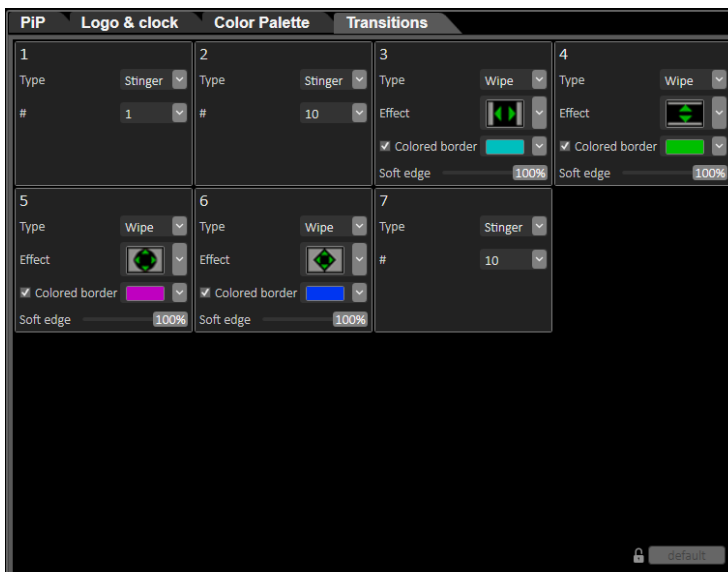 PiP Logo & clock Color Palette Transitions
1
Type Stinger
# 1
2
Type Stinger
# 10
3
Type Wipe
Effect
Colored border
Soft edge 100%
4
Type Wipe
Effect
Colored border
Soft edge 100%
5
Type Wipe
Effect
Colored border
Soft edge 100%
6
Type Wipe
Effect
Colored border
Soft edge 100%
7
Type Stinger
# 10
default